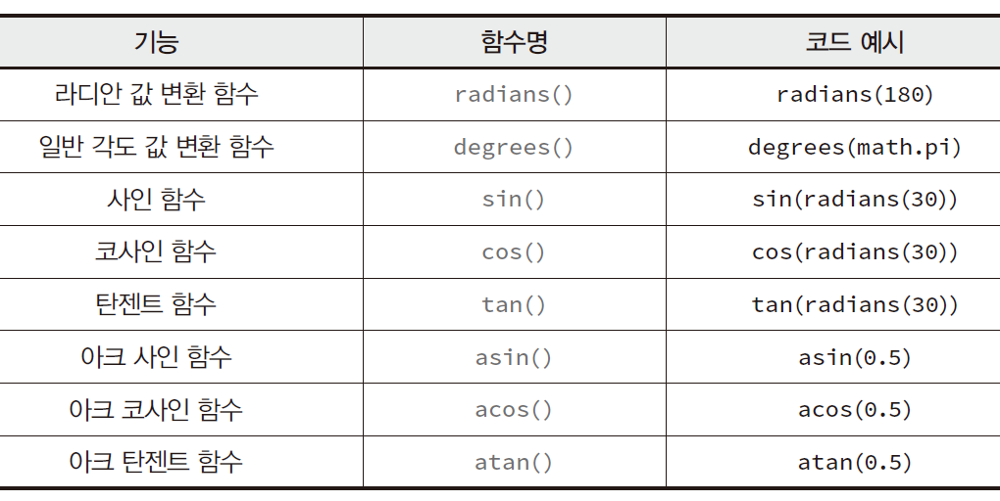 기능 함수명 코드 예시
라디안 값 변환 함수 radians() radians(180)
일반 각도 값 변환 함수 degrees() degrees(math.pi)
사인 함수 sin() sin(radians(30))
코사인 함수 cos() cos(radians(30))
탄젠트 함수 tan() tan(radians(30))
아크 사인 함수 asin() asin(0.5)
아크 코사인 함수 acos() acos(0.5)
아크 탄젠트 함수 atan() atan(0.5)